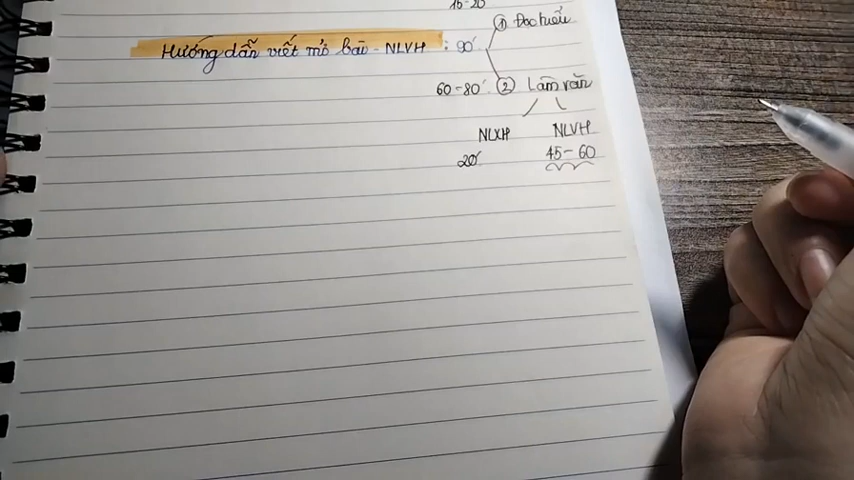 15-20
① Đọc hiểu
Hướng dẫn viết mở bài - NLVH : 90'
60-80' ② Làm văn
NLXH NLVH
20' 45-60